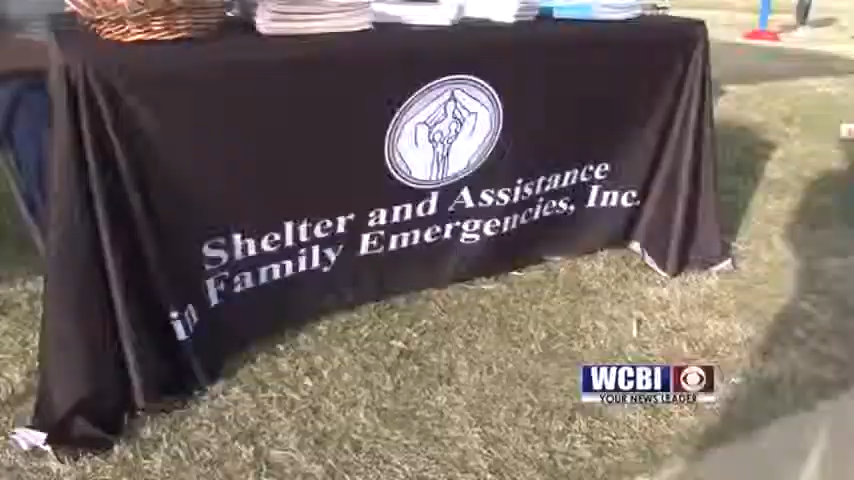 Shelter and Assistance
in Family Emergencies, Inc.
WCBI
YOUR NEWS LEADER